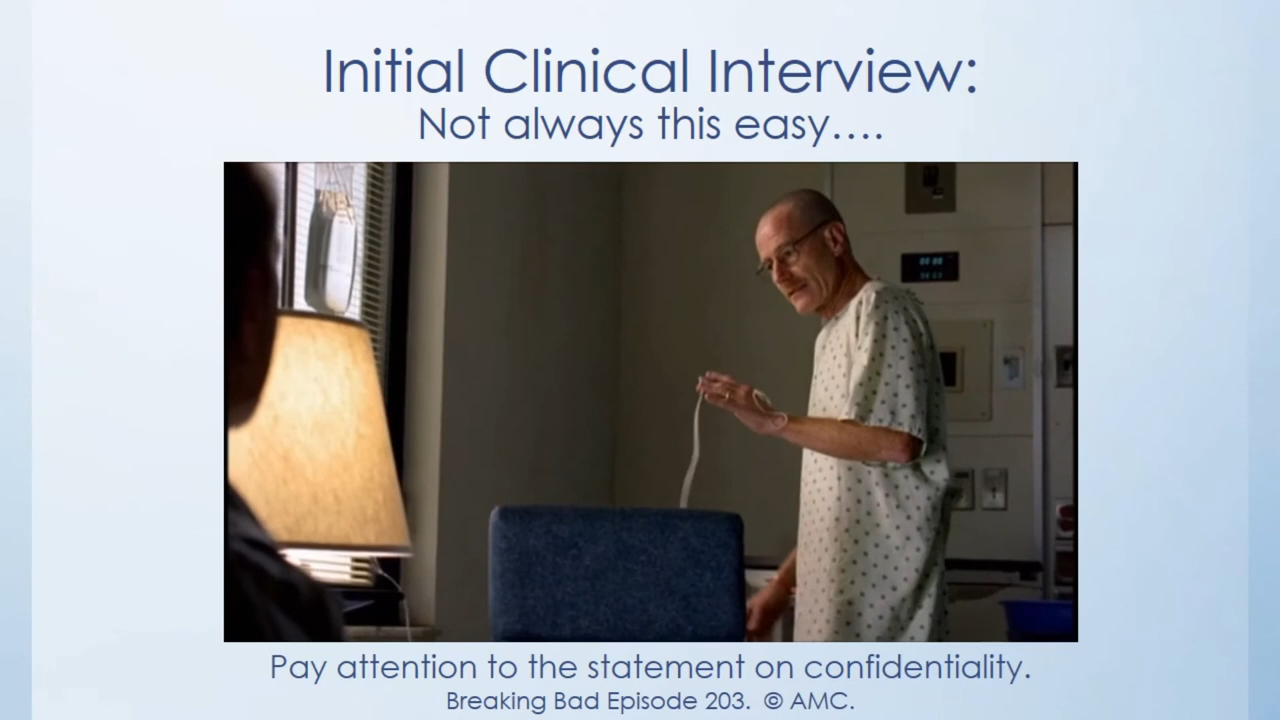 Initial Clinical Interview:
Not always this easy....
Pay attention to the statement on confidentiality.
Breaking Bad Episode 203. © AMC.